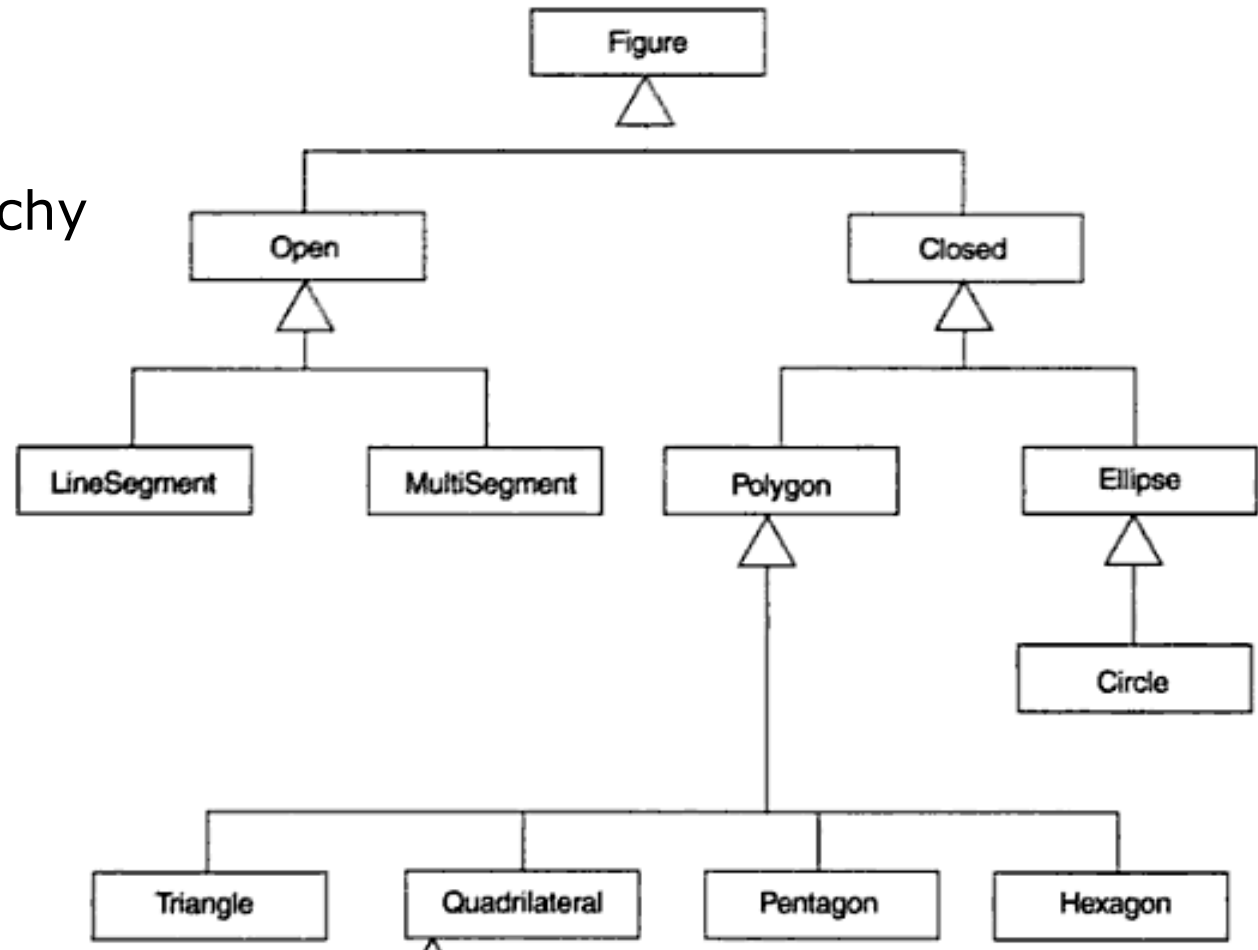 Figure
chy
Open
Closed
LineSegment
MultiSegment
Polygon
Ellipse
Circle
Triangle
Quadrilateral
Pentagon
Hexagon